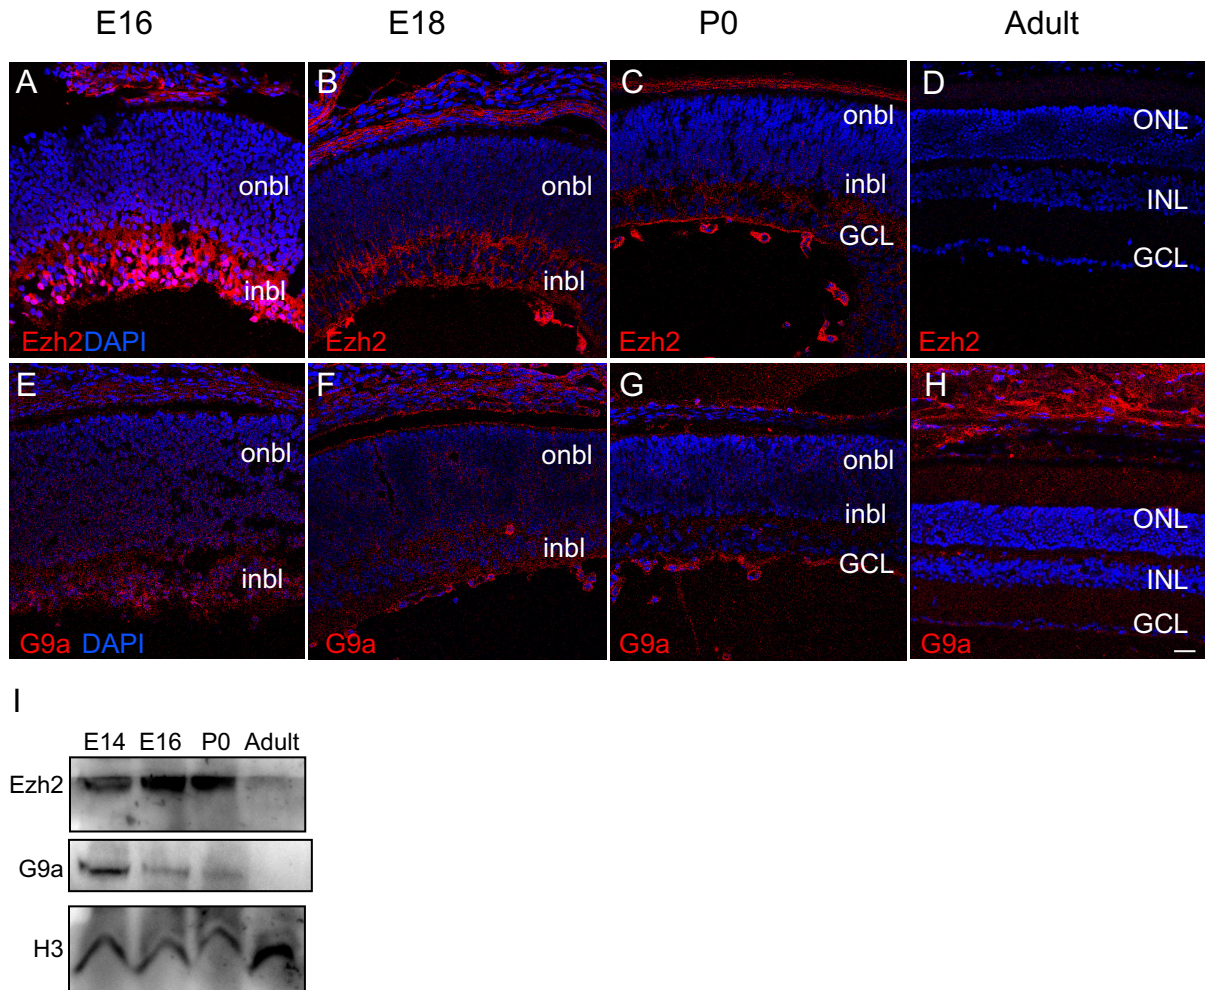 E16 E18 P0 Adult
A B C D
onbl onbl onbl ONL
inbl inbl inbl INL
GCL GCL
Ezh2DAPI Ezh2 Ezh2 Ezh2
E F G H
onbl onbl onbl ONL
inbl inbl inbl INL
GCL GCL
G9a DAPI G9a G9a G9a
I
E14 E16 P0 Adult
Ezh2
G9a
H3